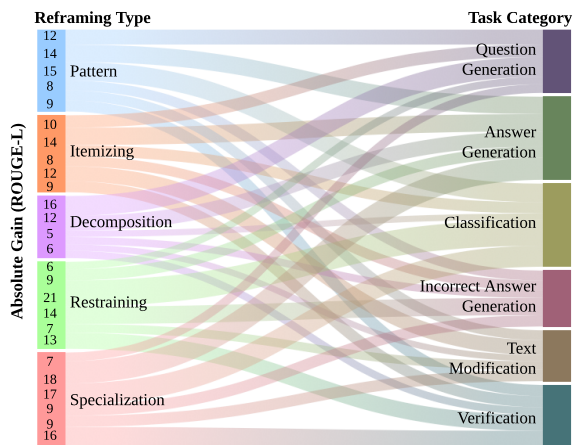 Reframing Type
Task Category
Absolute Gain (ROUGE-L)
12
14
15
8
9
Pattern
10
14
8
12
9
Itemizing
16
12
5
6
Decomposition
6
9
21
14
7
13
Restraining
7
18
17
9
9
16
Specialization
Question
Generation
Answer
Generation
Classification
Incorrect Answer
Generation
Text
Modification
Verification